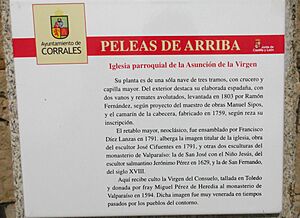 Ayuntamiento de
CORRALES
PELEAS DE ARRIBA
Junta de
Castilla y León
Iglesia parroquial de la Asunción de la Virgen
Su planta es de una sóla nave de tres tramos, con crucero y
capilla mayor. Del exterior destaca su elaborada espadaña, con
dos vanos y remates avolutados, levantada en 1803 por Ramón
Fernández, según proyecto del maestro de obras Manuel Sipos,
y el camarín de la cabecera, fabricado en 1759, según reza su
inscripción.
El retablo mayor, neoclásico, fue ensamblado por Francisco
Díez Lanzas en 1791. alberga la imagen titular de la iglesia, obra
del escultor José Cifuentes en 1791, y otras dos esculturas del
monasterio de Valparaíso: la de San José con el Niño Jesús, del
escultor salmantino Jerónimo Pérez en 1629, y la de San Fernando,
del siglo XVIII.
Aquí recibe culto la Virgen del Consuelo, tallada en Toledo
y donada por fray Miguel Pérez de Heredia al monasterio de
Valparaíso en 1594. Dicha imagen fue muy venerada en tiempos
pasados por los pueblos del contorno.